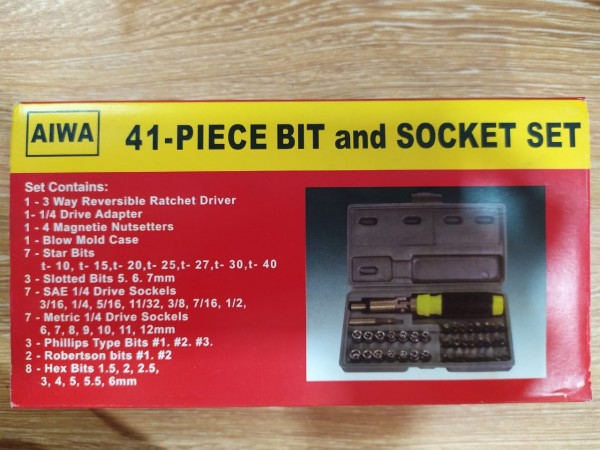 AIWA
41-PIECE BIT and SOCKET SET
Set Contains:
1 - 3 Way Reversible Ratchet Driver
1- 1/4 Drive Adapter
1 - 4 Magnetie Nutsetters
1 - Blow Mold Case
7 - Star Bits
t- 10, t- 15,t- 20,t- 25,t- 27,t- 30,t- 40
3 - Slotted Bits 5. 6. 7mm
7 - SAE 1/4 Drive Sockets
3/16, 1/4, 5/16, 11/32, 3/8, 7/16, 1/2,
7 - Metric 1/4 Drive Sockets
6, 7, 8, 9, 10, 11, 12mm
3 - Phillips Type Bits #1. #2. #3.
2 - Robertson bits #1. #2
8 - Hex Bits 1.5, 2, 2.5,
3, 4, 5, 5.5, 6mm